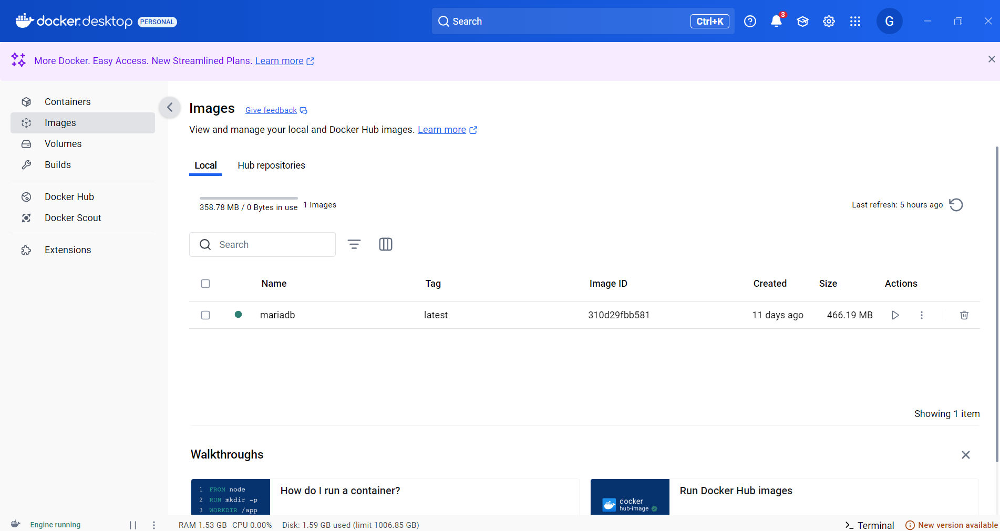 docker.desktop PERSONAL
Search
Ctrl+K
3
G
More Docker. Easy Access. New Streamlined Plans. Learn more
Containers
Images
Volumes
Builds
Docker Hub
Docker Scout
Extensions
Images Give feedback
View and manage your local and Docker Hub images. Learn more
Local Hub repositories
358.78 MB / 0 Bytes in use 1 images
Last refresh: 5 hours ago
Search
Name Tag Image ID Created Size Actions
mariadb latest 310d29fbb581 11 days ago 466.19 MB
Showing 1 item
Walkthroughs
1 FROM node
2 RUN mkdir -p
3 WORKDIR /app
How do I run a container?
docker
hub-image
Run Docker Hub images
Engine running
RAM 1.53 GB CPU 0.00% Disk: 1.59 GB used (limit 1006.85 GB)
Terminal
New version available